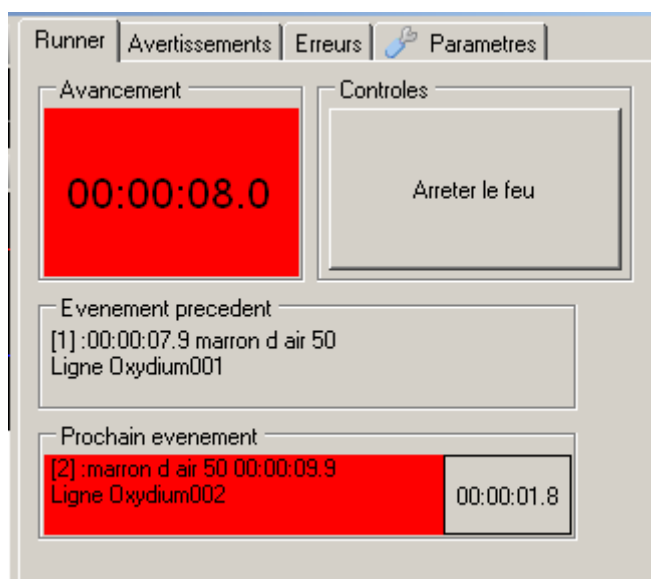 Runner Avertissements Erreurs Parametres
Avancement
00:00:08.0
Controles
Arreter le feu
Evenement precedent
[1] :00:00:07.9 marron d air 50
Ligne Oxydium001
Prochain evenement
[2] :marron d air 50 00:00:09.9
Ligne Oxydium002
00:00:01.8